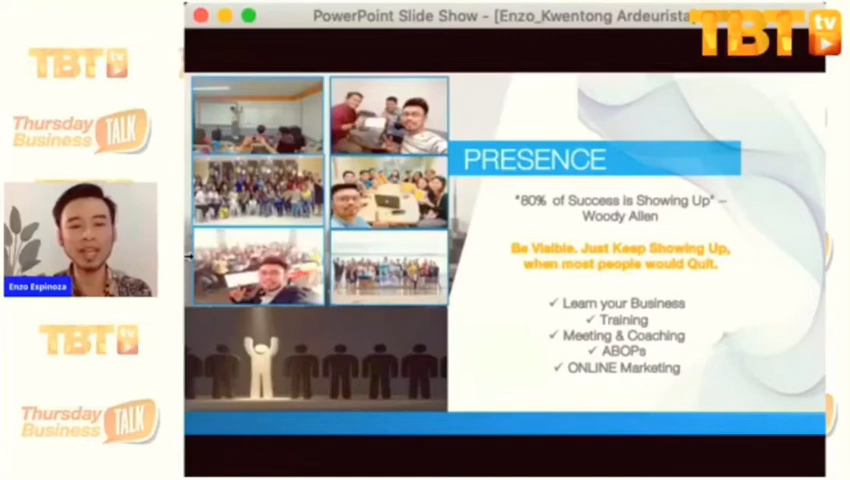 PowerPoint Slide Show - [Enzo_Kwentong Ardeurista
TBT tv
TBT tv
Thursday
Business
TALK
Enzo Espinoza
TBT tv
Thursday
Business
TALK
PRESENCE
"80% of Success is Showing Up" –
Woody Allen
Be Visible. Just Keep Showing Up,
when most people would Quit.
✓ Learn your Business
✓ Training
✓ Meeting & Coaching
✓ ABOPs
✓ ONLINE Marketing